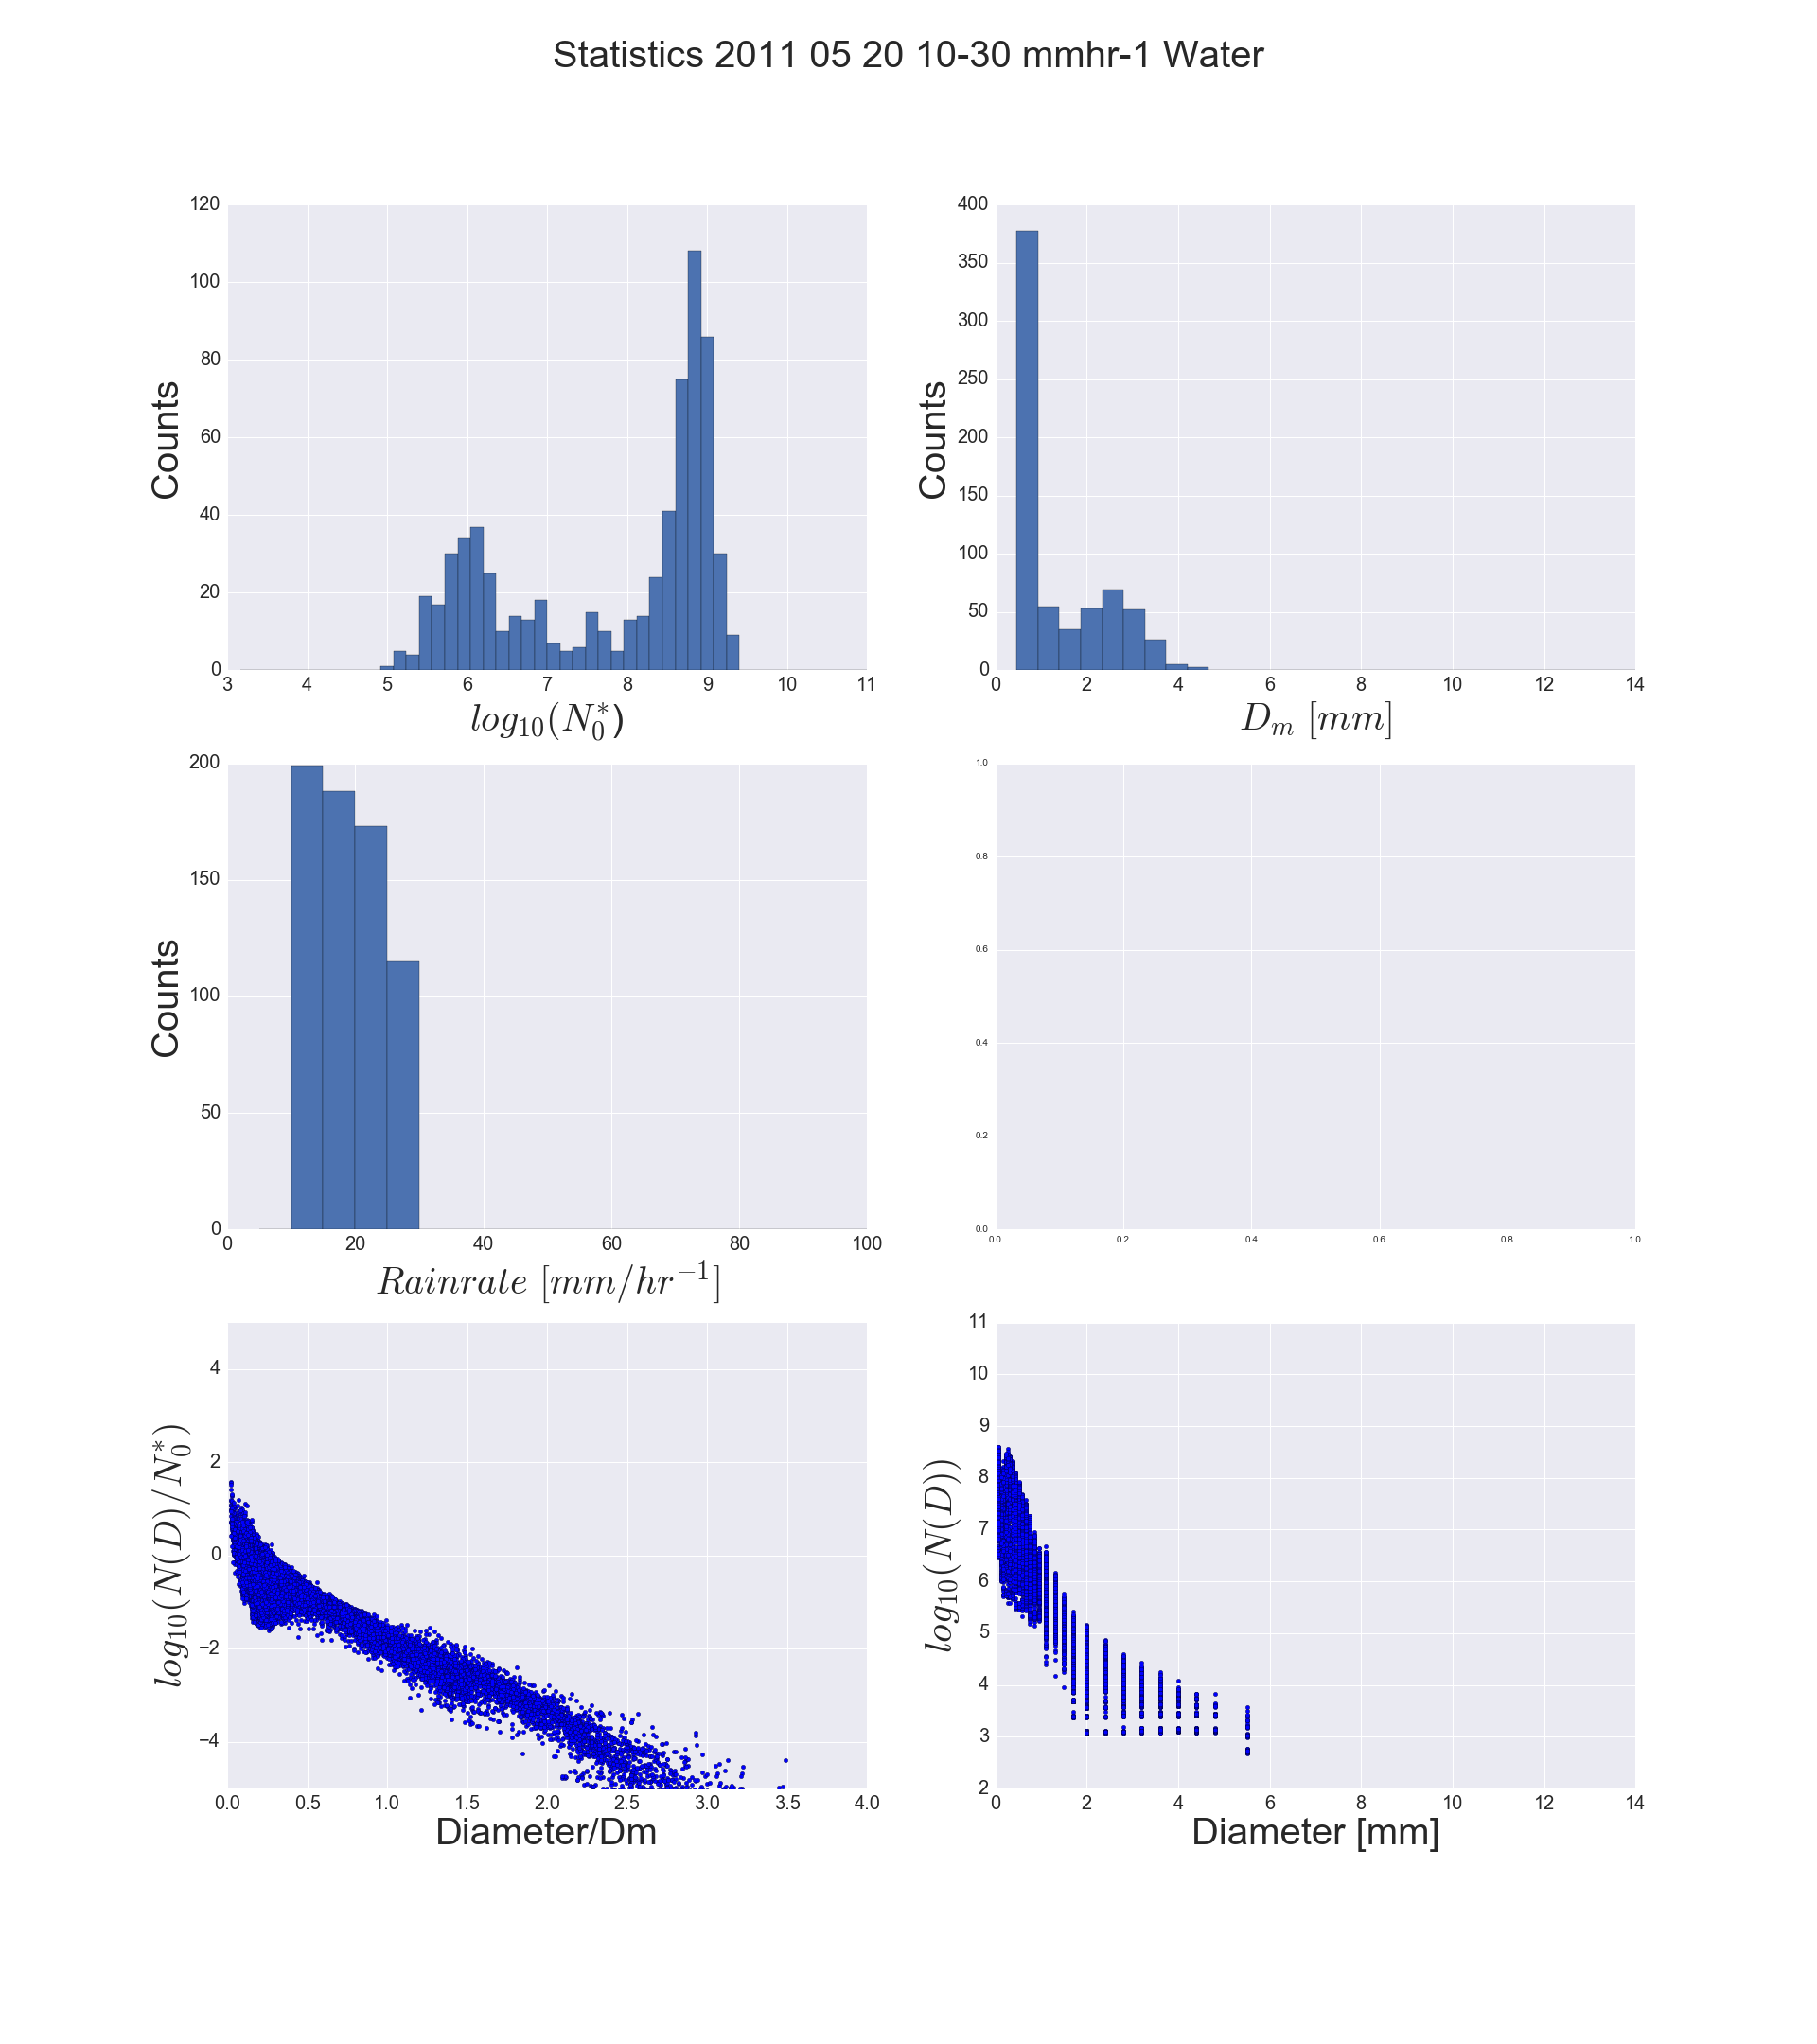 Statistics 2011 05 20 10-30 mmhr-1 Water
120
100
80
60
40
20
0
Counts
3 4 5 6 7 8 9 10 11
log₁₀(N₀*)
400
350
300
250
200
150
100
50
0
Counts
0 2 4 6 8 10 12 14
Dₘ [mm]
200
150
100
50
0
Counts
0 20 40 60 80 100
Rainrate [mm/hr⁻¹]
1.0
0.8
0.6
0.4
0.2
0.0
0.0 0.2 0.4 0.6 0.8 1.0
4
2
0
−2
−4
log₁₀(N(D)/N₀*)
0.0 0.5 1.0 1.5 2.0 2.5 3.0 3.5 4.0
Diameter/Dm
11
10
9
8
7
6
5
4
3
2
log₁₀(N(D))
0 2 4 6 8 10 12 14
Diameter [mm]